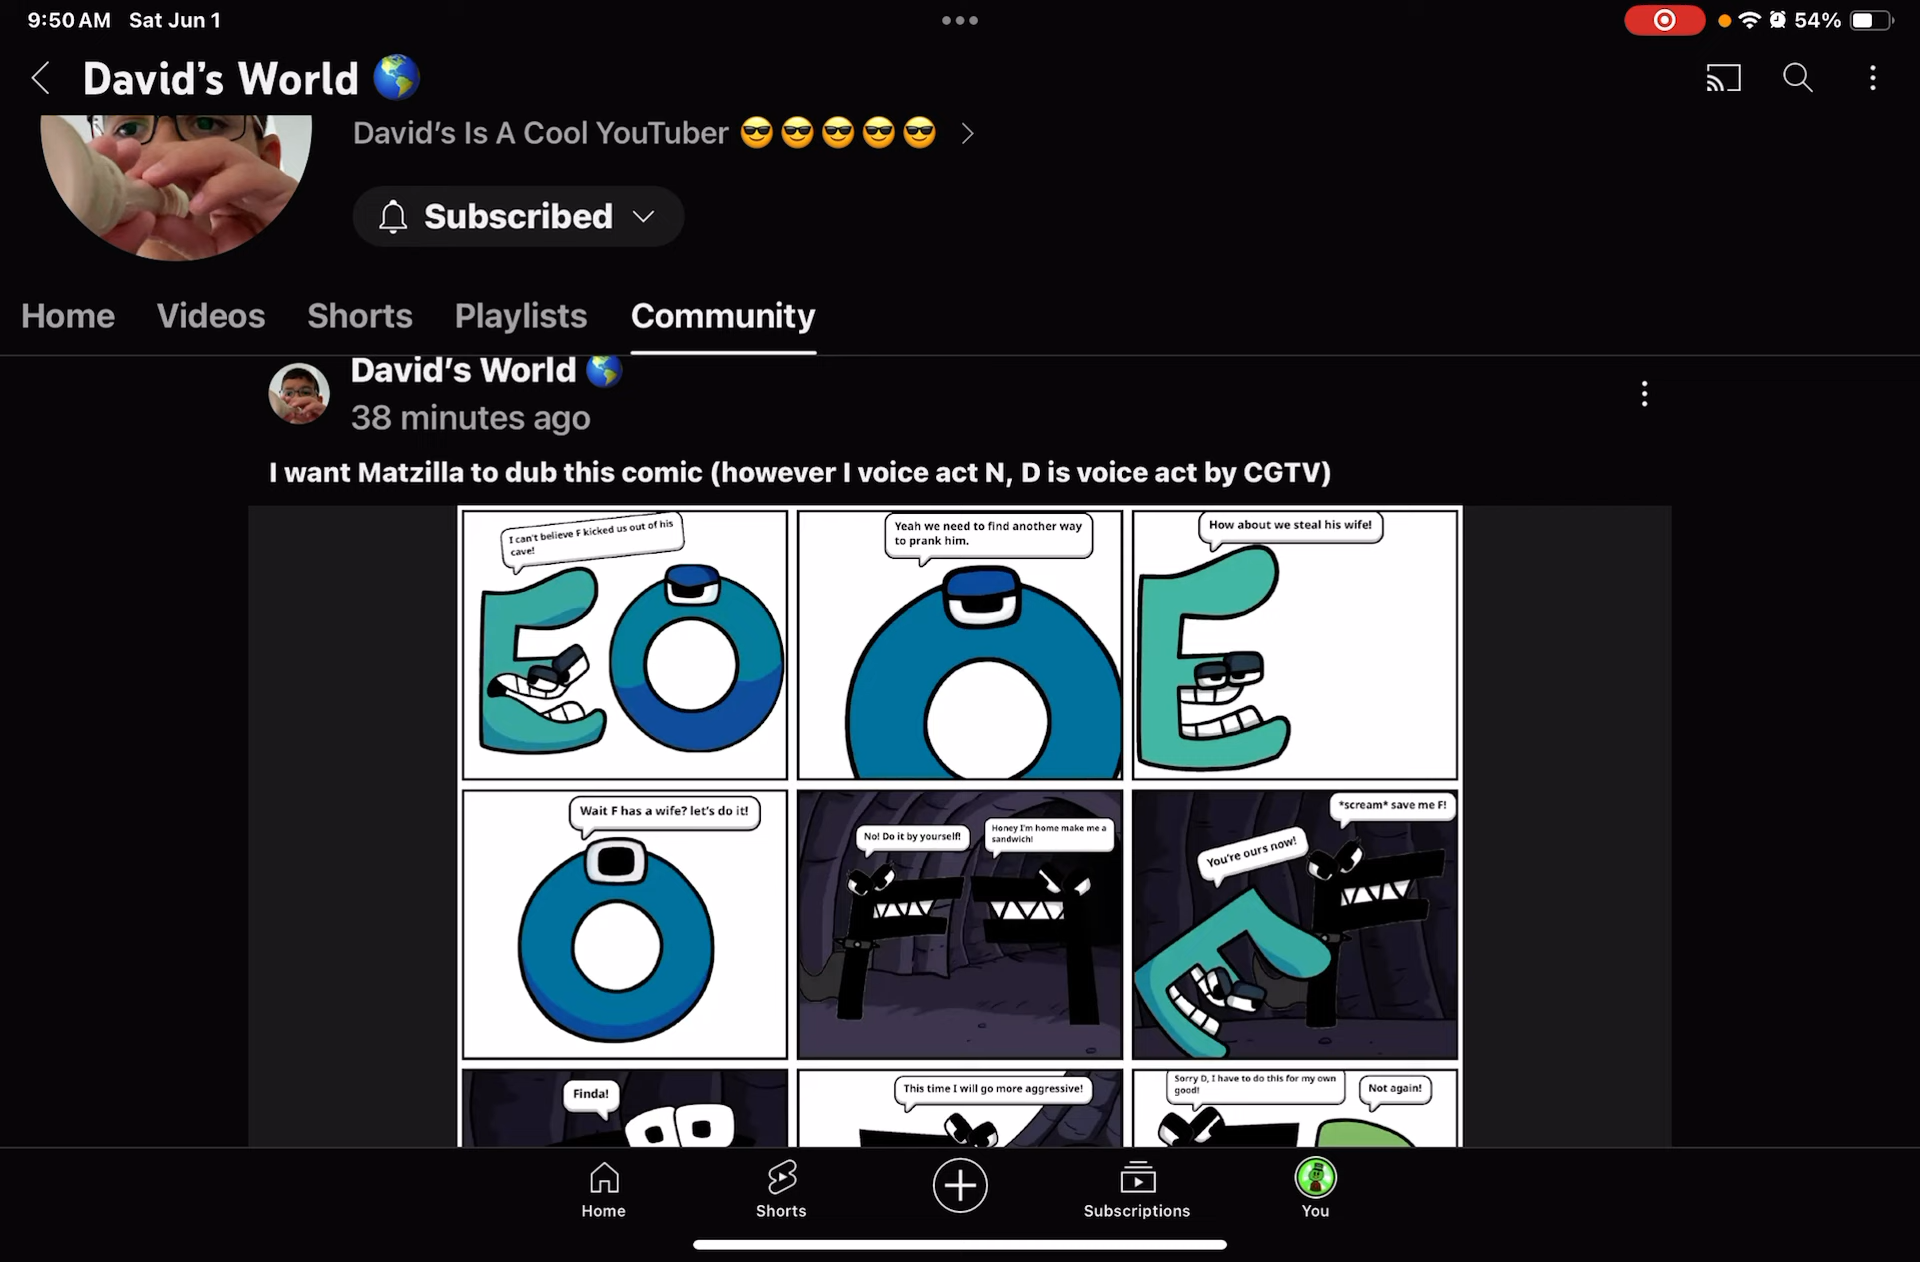 9:50 AM Sat Jun 1
54%
David's World
David's Is A Cool YouTuber
Subscribed
Home Videos Shorts Playlists Community
David's World
38 minutes ago
I want Matzilla to dub this comic (however I voice act N, D is voice act by CGTV)
I can't believe F kicked us out of his
cave!
Yeah we need to find another way
to prank him.
How about we steal his wife!
Wait F has a wife? let's do it!
No! Do it by yourself!
Honey I'm home make me a
sandwich!
You're ours now!
*scream* save me F!
Finda!
This time I will go more aggressive!
Sorry D, I have to do this for my own
good!
Not again!
Home
Shorts
Subscriptions
You